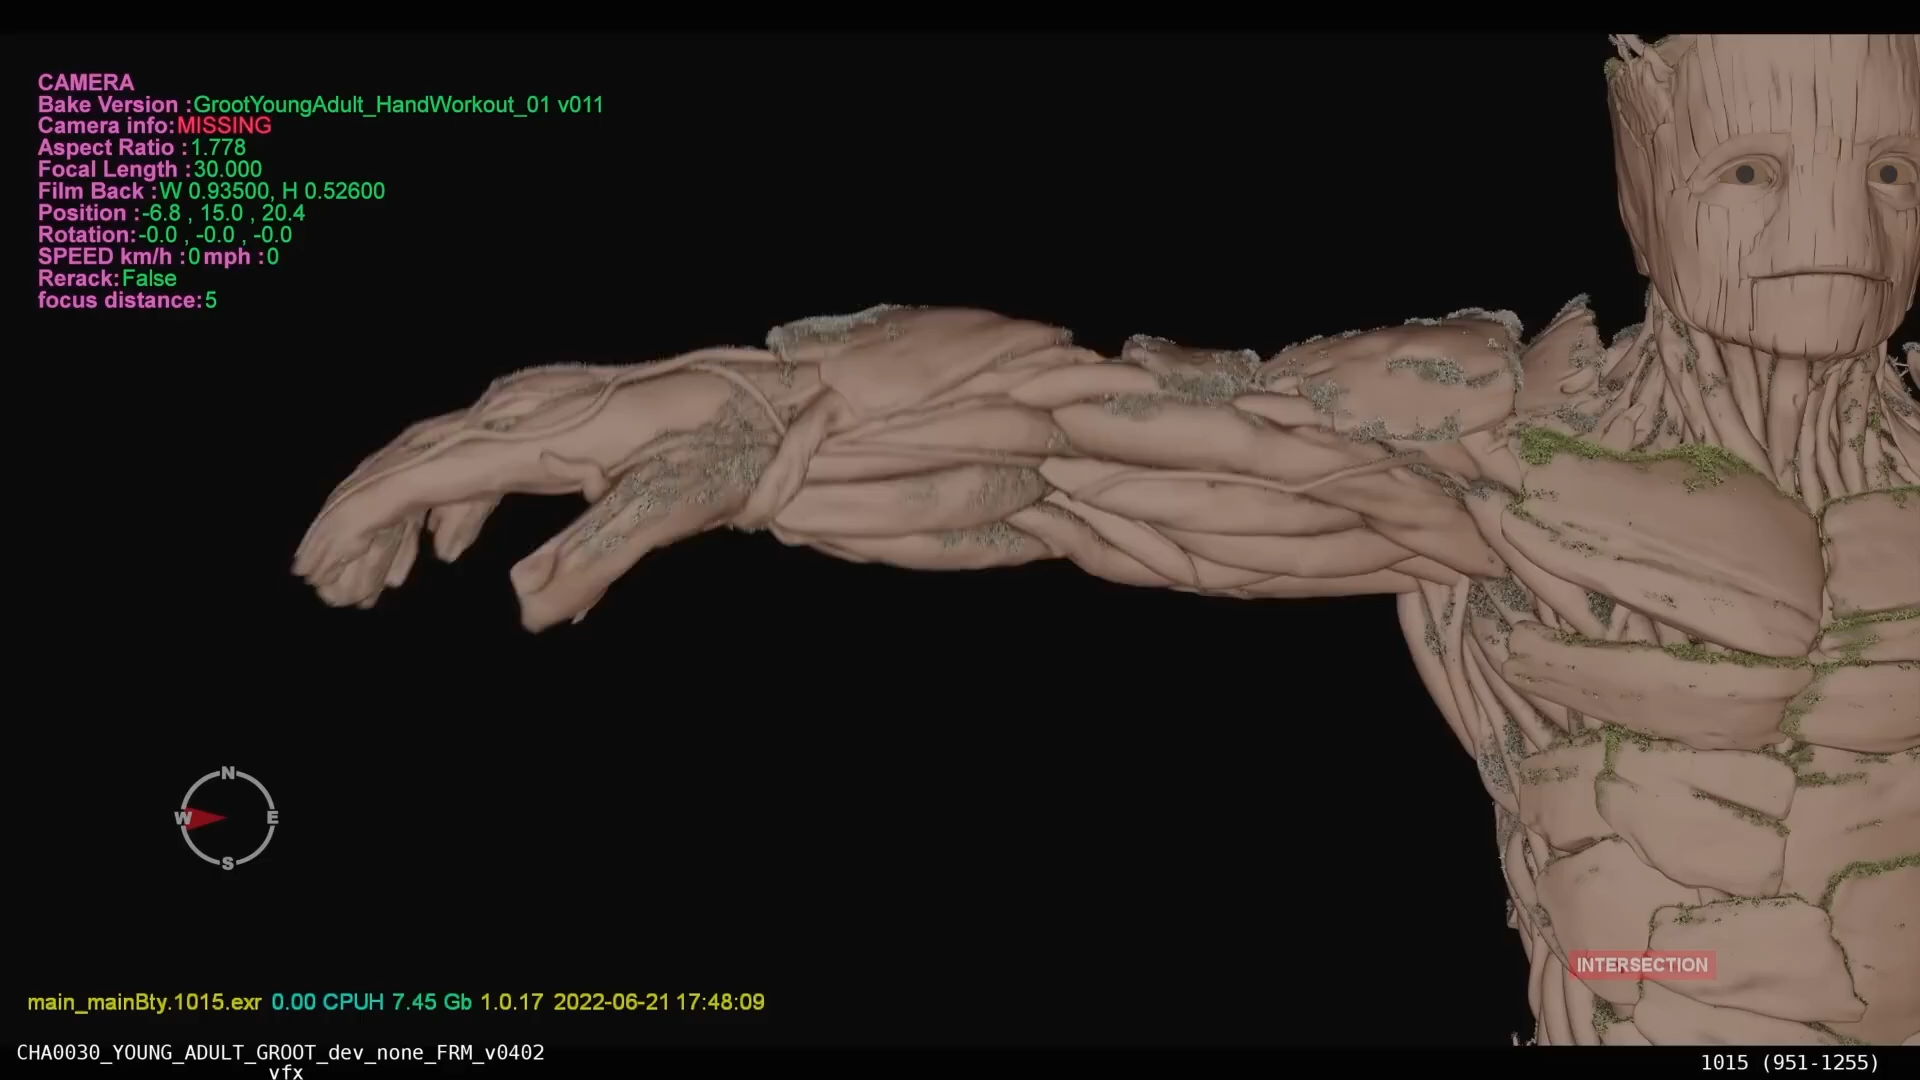 CAMERA
Bake Version :GrootYoungAdult_HandWorkout_01 v011
Camera info:MISSING
Aspect Ratio :1.778
Focal Length :30.000
Film Back :W 0.93500, H 0.52600
Position :-6.8 , 15.0 , 20.4
Rotation:-0.0 , -0.0 , -0.0
SPEED km/h :0 mph :0
Rerack:False
focus distance:5
N
W E
S
INTERSECTION
main_mainBty.1015.exr 0.00 CPUH 7.45 Gb 1.0.17 2022-06-21 17:48:09
CHA0030_YOUNG_ADULT_GROOT_dev_none_FRM_v0402
vfx
1015 (951-1255)